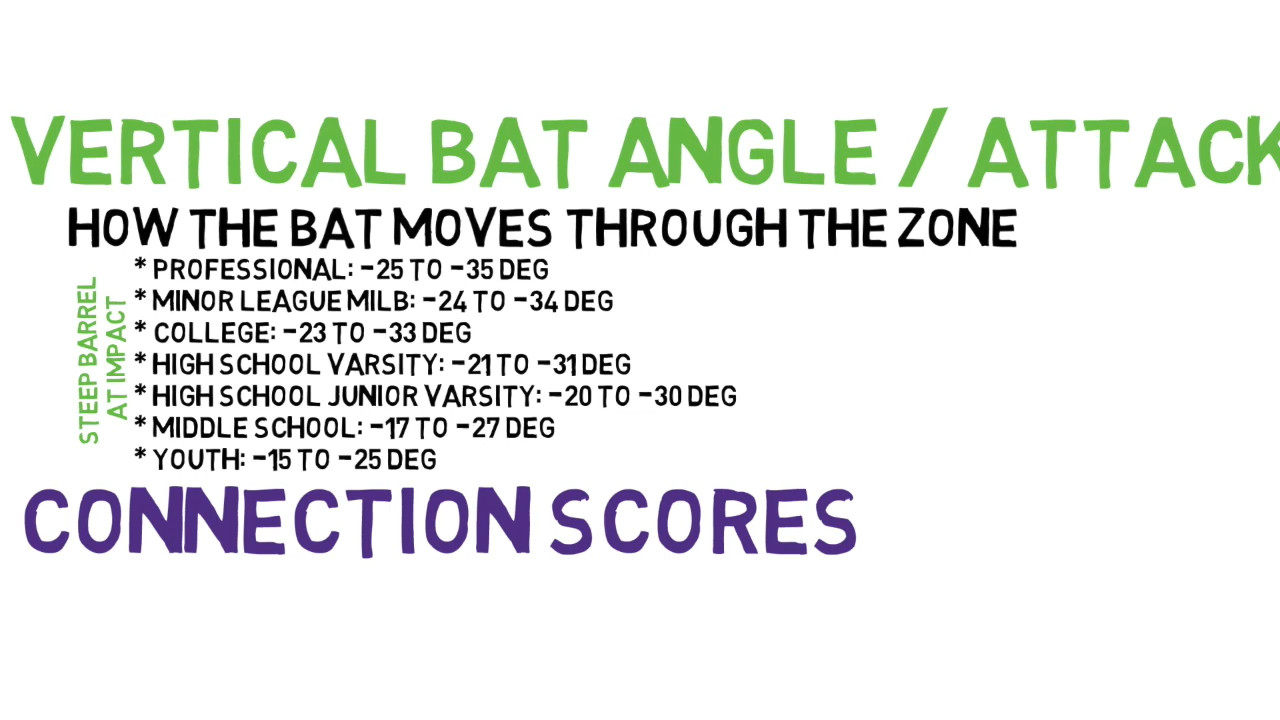 VERTICAL BAT ANGLE / ATTACK
HOW THE BAT MOVES THROUGH THE ZONE
STEEP BARREL
AT IMPACT
* PROFESSIONAL: -25 TO -35 DEG
* MINOR LEAGUE MILB: -24 TO -34 DEG
* COLLEGE: -23 TO -33 DEG
* HIGH SCHOOL VARSITY: -21 TO -31 DEG
* HIGH SCHOOL JUNIOR VARSITY: -20 TO -30 DEG
* MIDDLE SCHOOL: -17 TO -27 DEG
* YOUTH: -15 TO -25 DEG
CONNECTION SCORES